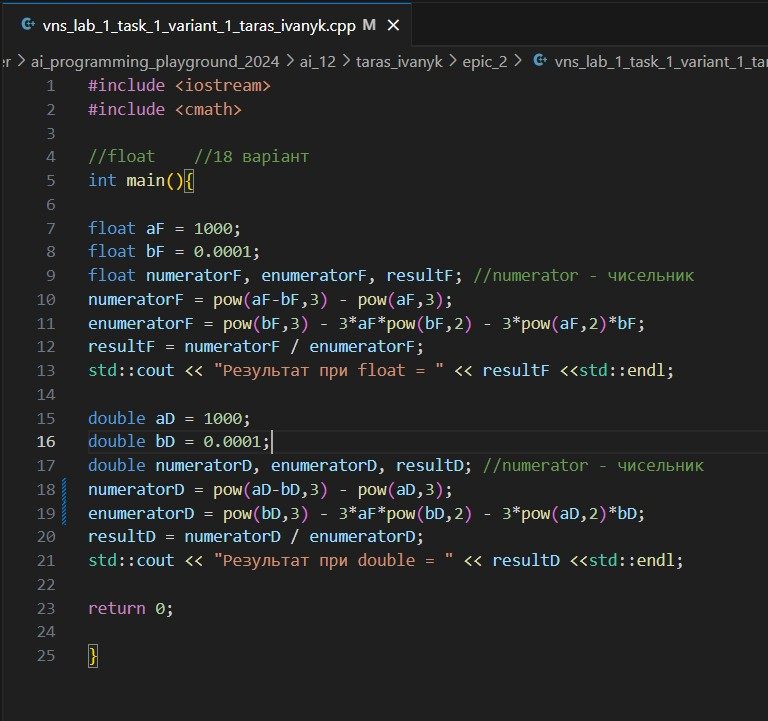 vns_lab_1_task_1_variant_1_taras_ivanyk.cpp M
er > ai_programming_playground_2024 > ai_12 > taras_ivanyk > epic_2 > vns_lab_1_task_1_variant_1_tar
1 #include <iostream>
2 #include <cmath>
3
4 //float    //18 варіант
5 int main(){
6
7 float aF = 1000;
8 float bF = 0.0001;
9 float numeratorF, enumeratorF, resultF; //numerator - чисельник
10 numeratorF = pow(aF-bF,3) - pow(aF,3);
11 enumeratorF = pow(bF,3) - 3*aF*pow(bF,2) - 3*pow(aF,2)*bF;
12 resultF = numeratorF / enumeratorF;
13 std::cout << "Результат при float = " << resultF <<std::endl;
14
15 double aD = 1000;
16 double bD = 0.0001;
17 double numeratorD, enumeratorD, resultD; //numerator - чисельник
18 numeratorD = pow(aD-bD,3) - pow(aD,3);
19 enumeratorD = pow(bD,3) - 3*aF*pow(bD,2) - 3*pow(aD,2)*bD;
20 resultD = numeratorD / enumeratorD;
21 std::cout << "Результат при double = " << resultD <<std::endl;
22
23 return 0;
24
25 }